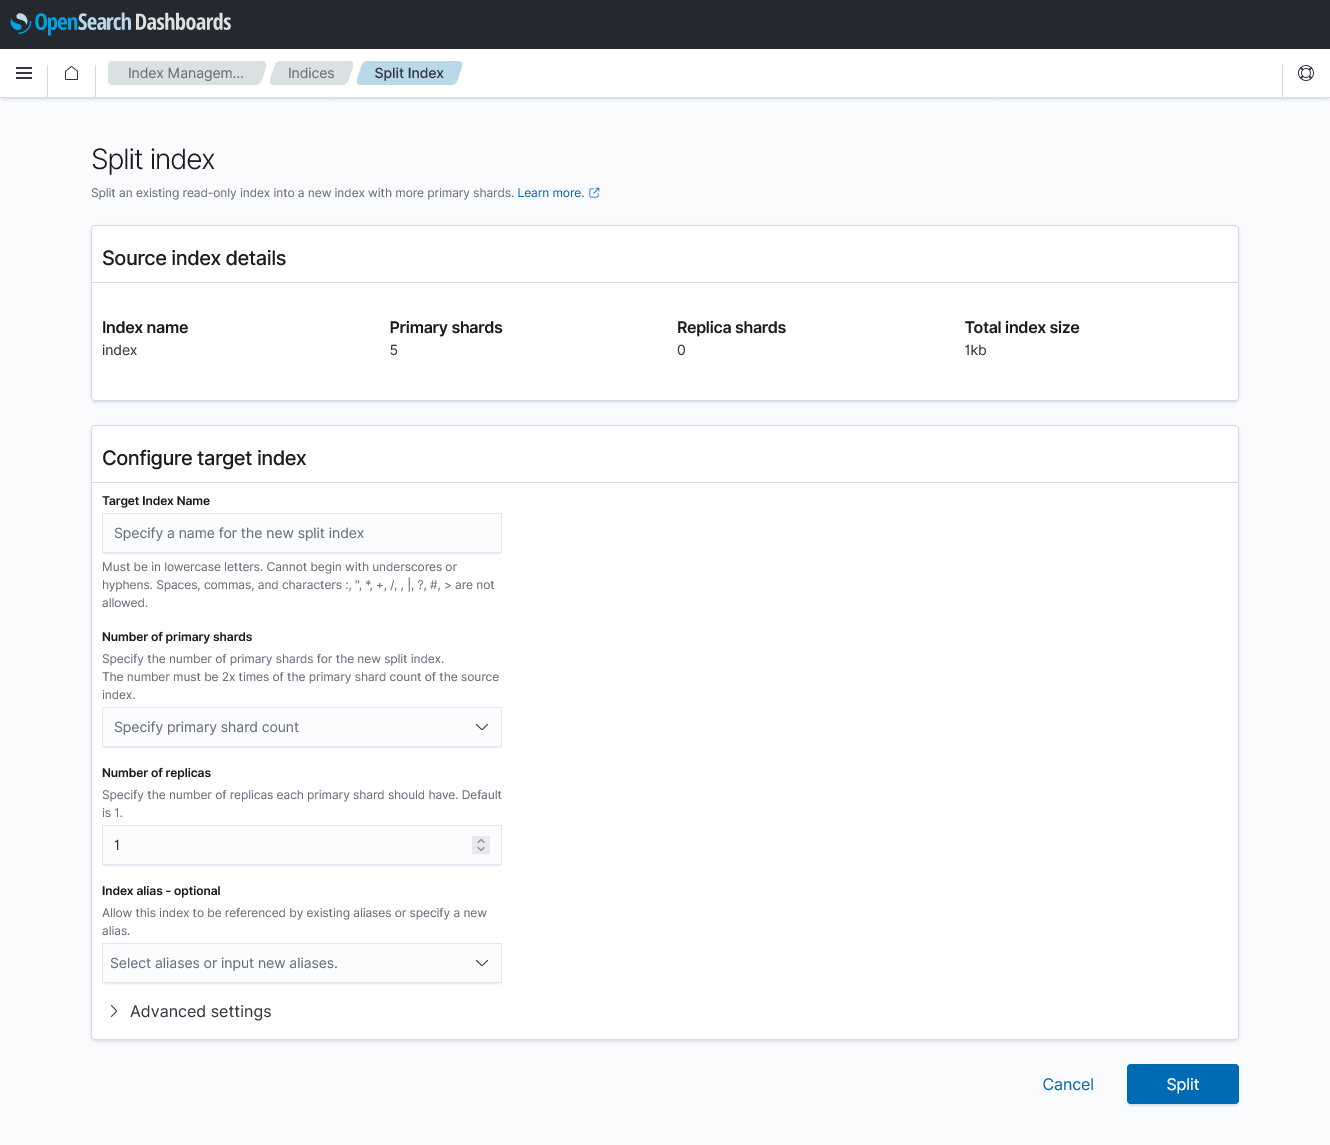 OpenSearch Dashboards
Index Managem...
Indices
Split Index
Split index
Split an existing read-only index into a new index with more primary shards. Learn more.
Source index details
Index name
Primary shards
Replica shards
Total index size
index
5
0
1kb
Configure target index
Target Index Name
Specify a name for the new split index
Must be in lowercase letters. Cannot begin with underscores or
hyphens. Spaces, commas, and characters :, ", *, +, /, , |, ?, #, > are not
allowed.
Number of primary shards
Specify the number of primary shards for the new split index.
The number must be 2x times of the primary shard count of the source
index.
Specify primary shard count
Number of replicas
Specify the number of replicas each primary shard should have. Default
is 1.
1
Index alias - optional
Allow this index to be referenced by existing aliases or specify a new
alias.
Select aliases or input new aliases.
Advanced settings
Cancel
Split